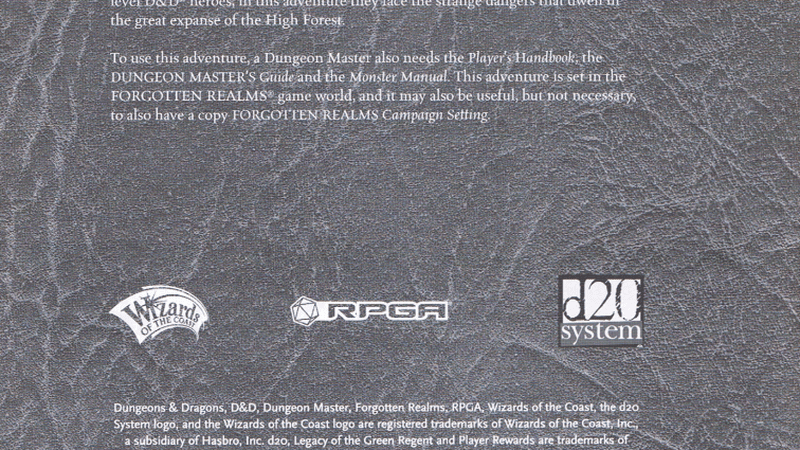 level D&D® heroes, in this adventure they face the strange dangers that dwell in
the great expanse of the High Forest.
To use this adventure, a Dungeon Master also needs the Player's Handbook, the
DUNGEON MASTER'S Guide and the Monster Manual. This adventure is set in the
FORGOTTEN REALMS® game world, and it may also be useful, but not necessary,
to also have a copy FORGOTTEN REALMS Campaign Setting.
Wizards
OF THE COAST
RPGA
d20
system
Dungeons & Dragons, D&D, Dungeon Master, Forgotten Realms, RPGA, Wizards of the Coast, the d20
System logo, and the Wizards of the Coast logo are registered trademarks of Wizards of the Coast, Inc.,
a subsidiary of Hasbro, Inc. d20, Legacy of the Green Regent and Player Rewards are trademarks of